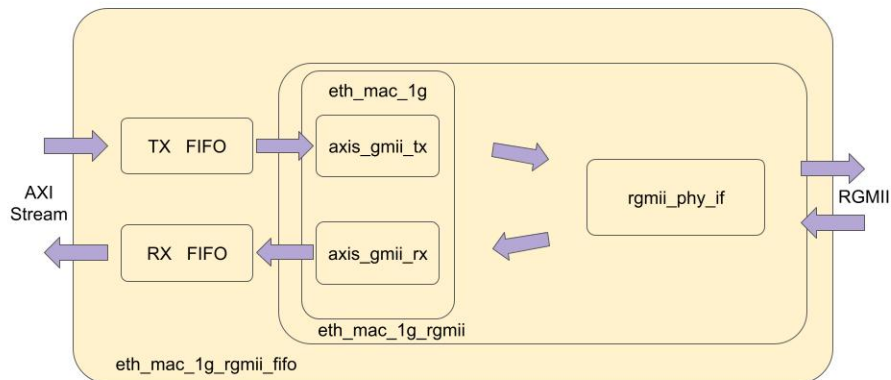 eth_mac_1g
TX FIFO
axis_gmii_tx
AXI
Stream
rgmii_phy_if
RGMII
RX FIFO
axis_gmii_rx
eth_mac_1g_rgmii
eth_mac_1g_rgmii_fifo